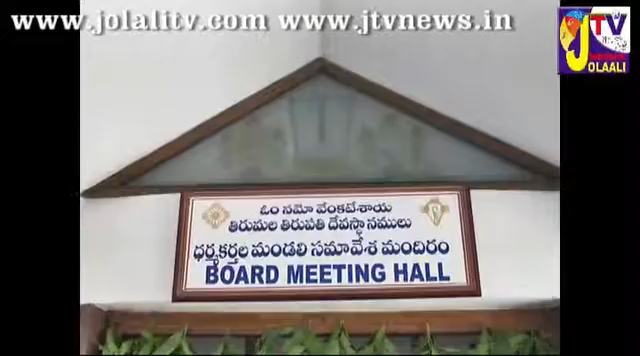 www.jolalitv.com www.jtvnews.in
JTV
JOLAALI
ఓం నమో వేంకటేశాయ
తిరుమల తిరుపతి దేవస్థానములు
ధర్మకర్తల మండలి సమావేశ మందిరం
BOARD MEETING HALL